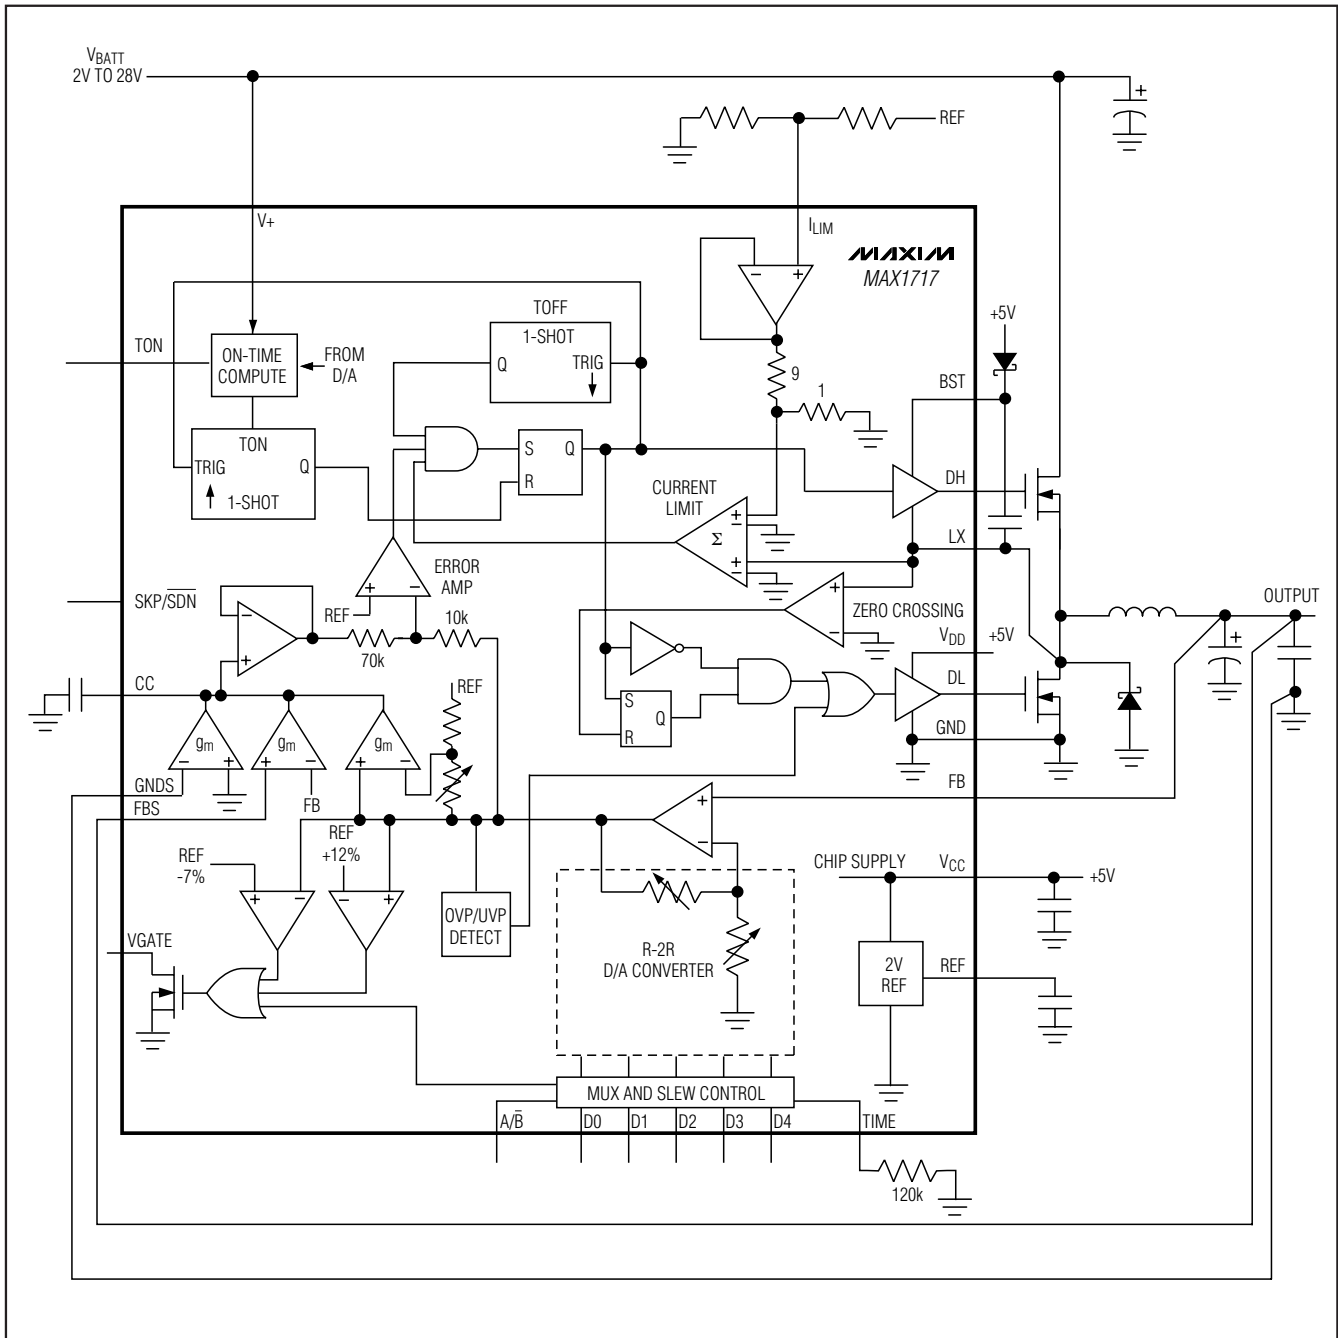 VBATT
2V TO 28V
REF
V+
ILIM
MAXIM
MAX1717
TOFF
1-SHOT
Q
TRIG
+5V
TON
ON-TIME
COMPUTE
FROM
D/A
9
1
BST
TON
TRIG
Q
1-SHOT
S
Q
R
CURRENT
LIMIT
+
−
Σ
+
−
DH
LX
ERROR
AMP
+
−
SKP/SDN
REF
10k
70k
−
+
+
−
ZERO CROSSING
VDD
+5V
OUTPUT
+
CC
REF
S
Q
R
DL
GND
gm
gm
gm
−
+
+
−
+
−
GNDS
FBS
FB
FB
+
−
REF
-7%
REF
+12%
+
−
−
+
OVP/UVP
DETECT
CHIP SUPPLY
VCC
+5V
VGATE
R-2R
D/A CONVERTER
2V
REF
REF
MUX AND SLEW CONTROL
A/B̅
D0
D1
D2
D3
D4
TIME
120k